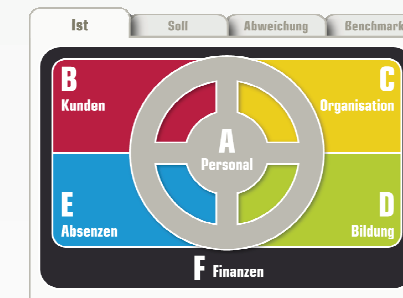 Ist
Soll
Abweichung
Benchmark
B
Kunden
C
Organisation
A
Personal
E
Absenzen
D
Bildung
F Finanzen